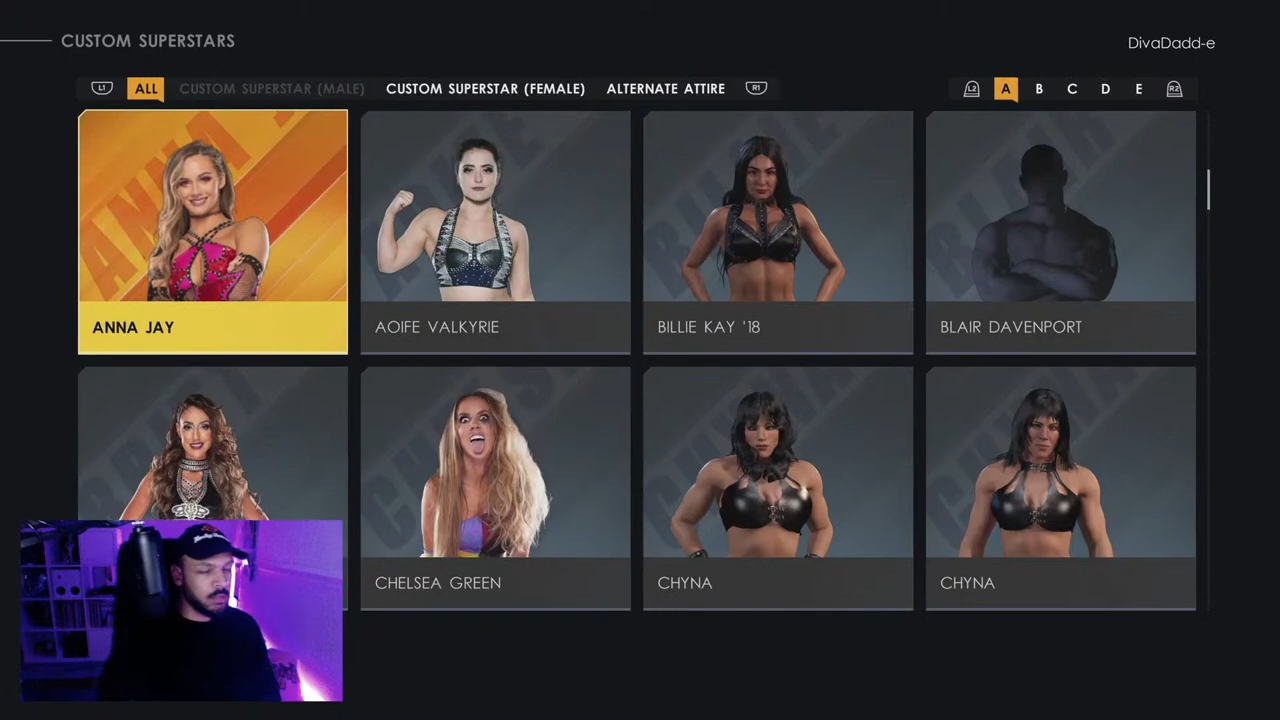 CUSTOM SUPERSTARS
DivaDadd-e
L1 ALL CUSTOM SUPERSTAR (MALE) CUSTOM SUPERSTAR (FEMALE) ALTERNATE ATTIRE R1
L2 A B C D E R2
ANNA JAY
AOIFE VALKYRIE
BILLIE KAY '18
BLAIR DAVENPORT
CHELSEA GREEN
CHYNA
CHYNA